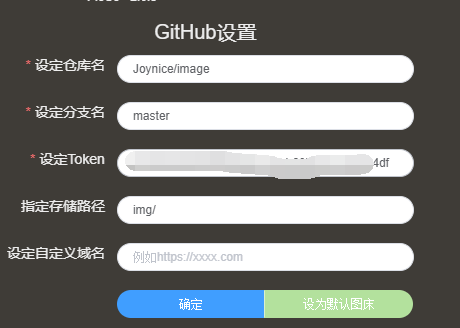 GitHub设置
* 设定仓库名
Joynice/image
* 设定分支名
master
* 设定Token
4df
指定存储路径
img/
设定自定义域名
例如https://xxxx.com
确定
设为默认图床